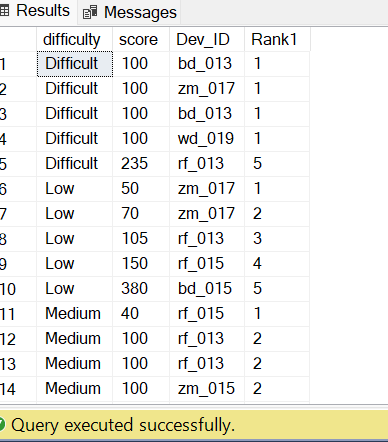 Results Messages
difficulty score Dev_ID Rank1
1 Difficult 100 bd_013 1
2 Difficult 100 zm_017 1
3 Difficult 100 bd_013 1
4 Difficult 100 wd_019 1
5 Difficult 235 rf_013 5
6 Low 50 zm_017 1
7 Low 70 zm_017 2
8 Low 105 rf_013 3
9 Low 150 rf_015 4
10 Low 380 bd_015 5
11 Medium 40 rf_015 1
12 Medium 100 rf_013 2
13 Medium 100 rf_013 2
14 Medium 100 zm_015 2
Query executed successfully.